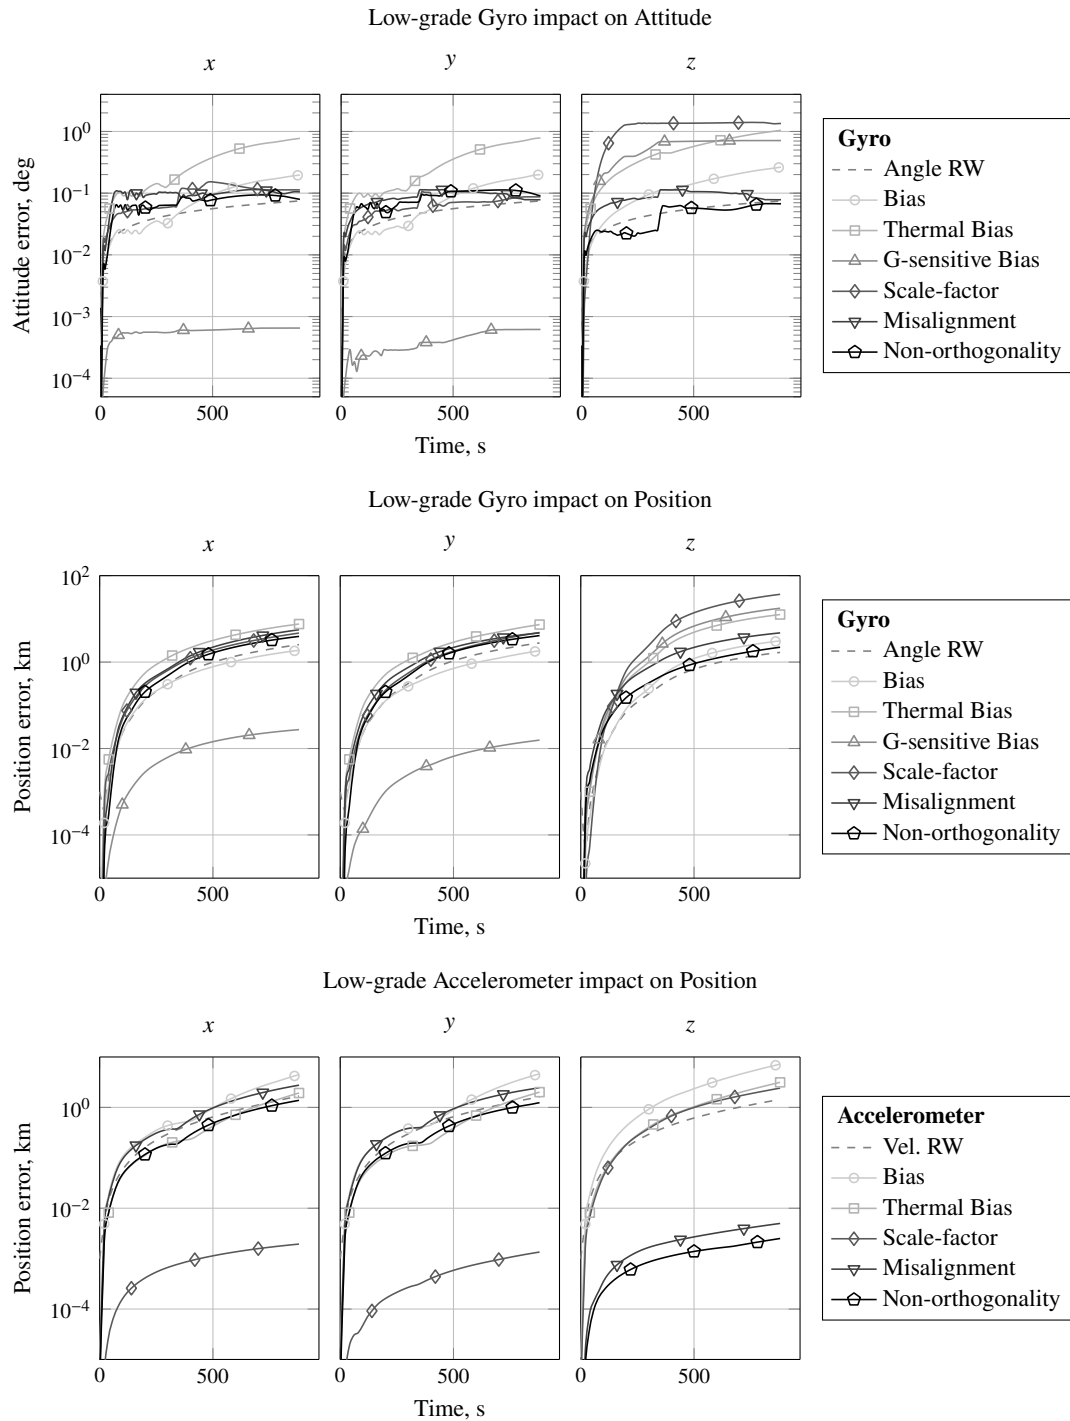 Low-grade Gyro impact on Attitude
x y z
Attitude error, deg
10^0
10^−1
10^−2
10^−3
10^−4
0 500 0 500 0 500
Time, s
Gyro
Angle RW
Bias
Thermal Bias
G-sensitive Bias
Scale-factor
Misalignment
Non-orthogonality
Low-grade Gyro impact on Position
x y z
Position error, km
10^2
10^0
10^−2
10^−4
0 500 0 500 0 500
Time, s
Gyro
Angle RW
Bias
Thermal Bias
G-sensitive Bias
Scale-factor
Misalignment
Non-orthogonality
Low-grade Accelerometer impact on Position
x y z
Position error, km
10^0
10^−2
10^−4
0 500 0 500 0 500
Time, s
Accelerometer
Vel. RW
Bias
Thermal Bias
Scale-factor
Misalignment
Non-orthogonality